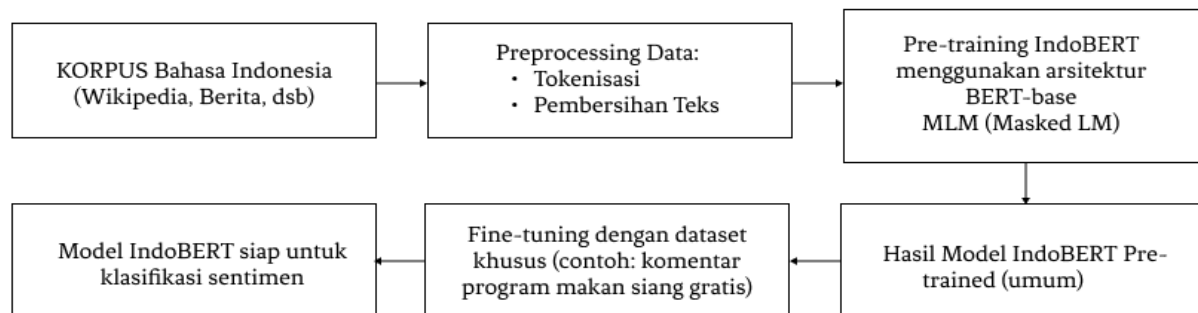 KORPUS Bahasa Indonesia
(Wikipedia, Berita, dsb)
Preprocessing Data:
• Tokenisasi
• Pembersihan Teks
Pre-training IndoBERT
menggunakan arsitektur
BERT-base
MLM (Masked LM)
Hasil Model IndoBERT Pre-
trained (umum)
Fine-tuning dengan dataset
khusus (contoh: komentar
program makan siang gratis)
Model IndoBERT siap untuk
klasifikasi sentimen